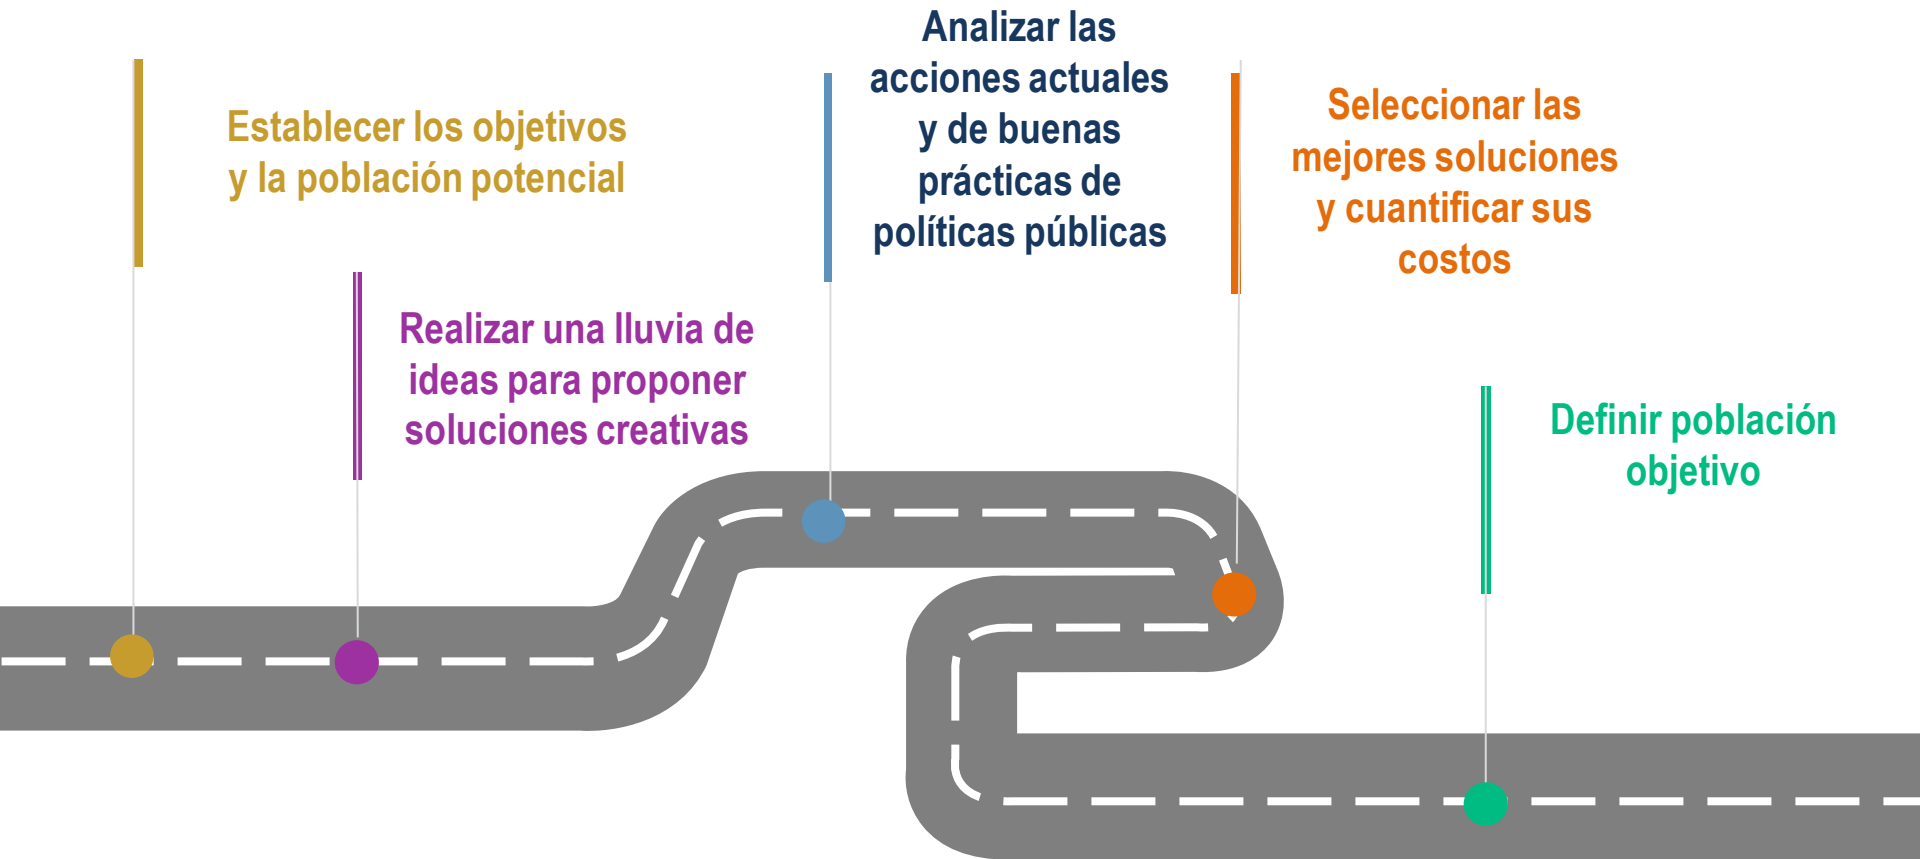 Establecer los objetivos
y la población potencial
Realizar una lluvia de
ideas para proponer
soluciones creativas
Analizar las
acciones actuales
y de buenas
prácticas de
políticas públicas
Seleccionar las
mejores soluciones
y cuantificar sus
costos
Definir población
objetivo